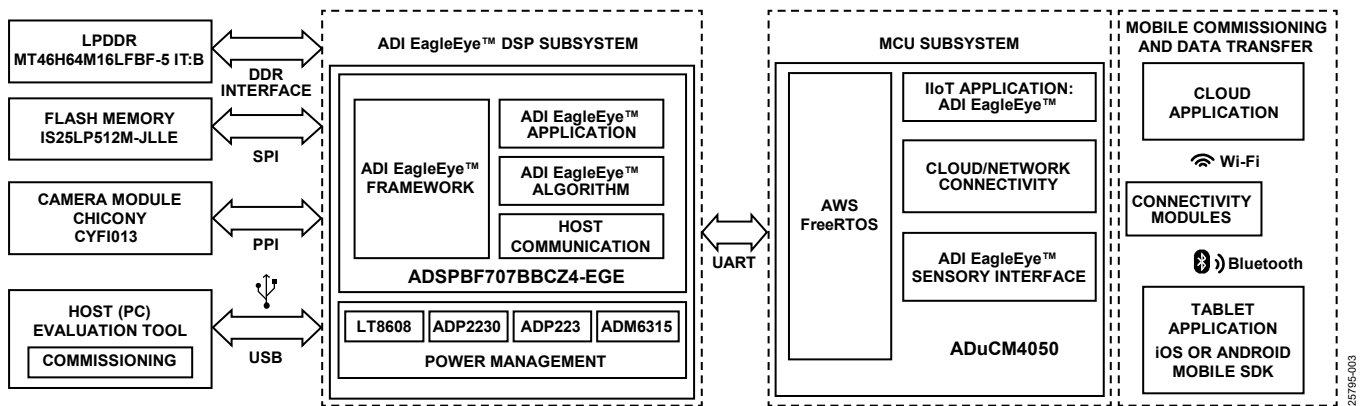 LPDDR
MT46H64M16LFBF-5 IT:B
DDR
INTERFACE
FLASH MEMORY
IS25LP512M-JLLE
SPI
CAMERA MODULE
CHICONY
CYFI013
PPI
HOST (PC)
EVALUATION TOOL
COMMISSIONING
USB
ADI EagleEye™ DSP SUBSYSTEM
ADI EagleEye™
FRAMEWORK
ADI EagleEye™
APPLICATION
ADI EagleEye™
ALGORITHM
HOST
COMMUNICATION
ADSPBF707BBCZ4-EGE
LT8608
ADP2230
ADP223
ADM6315
POWER MANAGEMENT
UART
MCU SUBSYSTEM
AWS
FreeRTOS
IIoT APPLICATION:
ADI EagleEye™
CLOUD/NETWORK
CONNECTIVITY
ADI EagleEye™
SENSORY INTERFACE
ADuCM4050
MOBILE COMMISSIONING
AND DATA TRANSFER
CLOUD
APPLICATION
Wi-Fi
CONNECTIVITY
MODULES
Bluetooth
TABLET
APPLICATION
iOS OR ANDROID
MOBILE SDK
25795-003